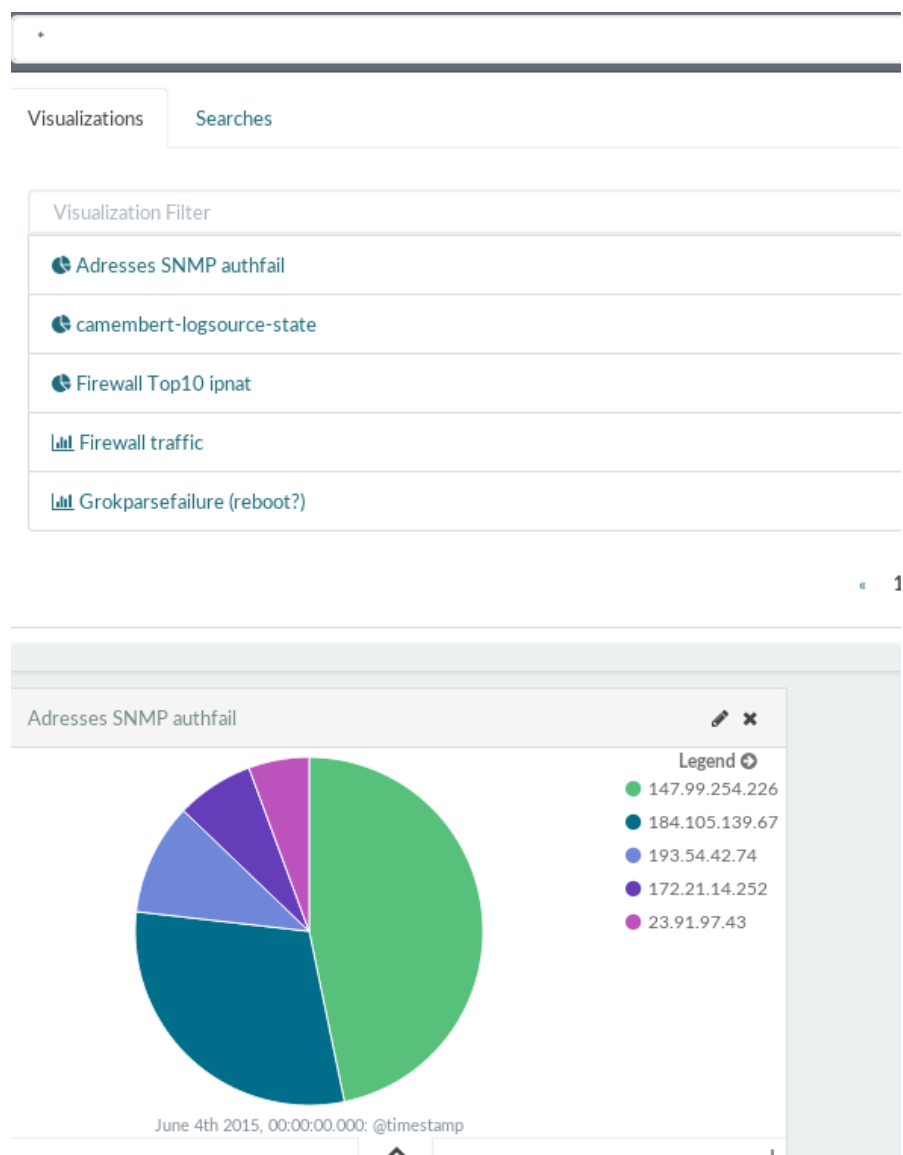 *
Visualizations Searches
Visualization Filter
Adresses SNMP authfail
camembert-logsource-state
Firewall Top10 ipnat
Firewall traffic
Grokparsefailure (reboot?)
« 1
Adresses SNMP authfail
Legend
147.99.254.226
184.105.139.67
193.54.42.74
172.21.14.252
23.91.97.43
June 4th 2015, 00:00:00.000: @timestamp